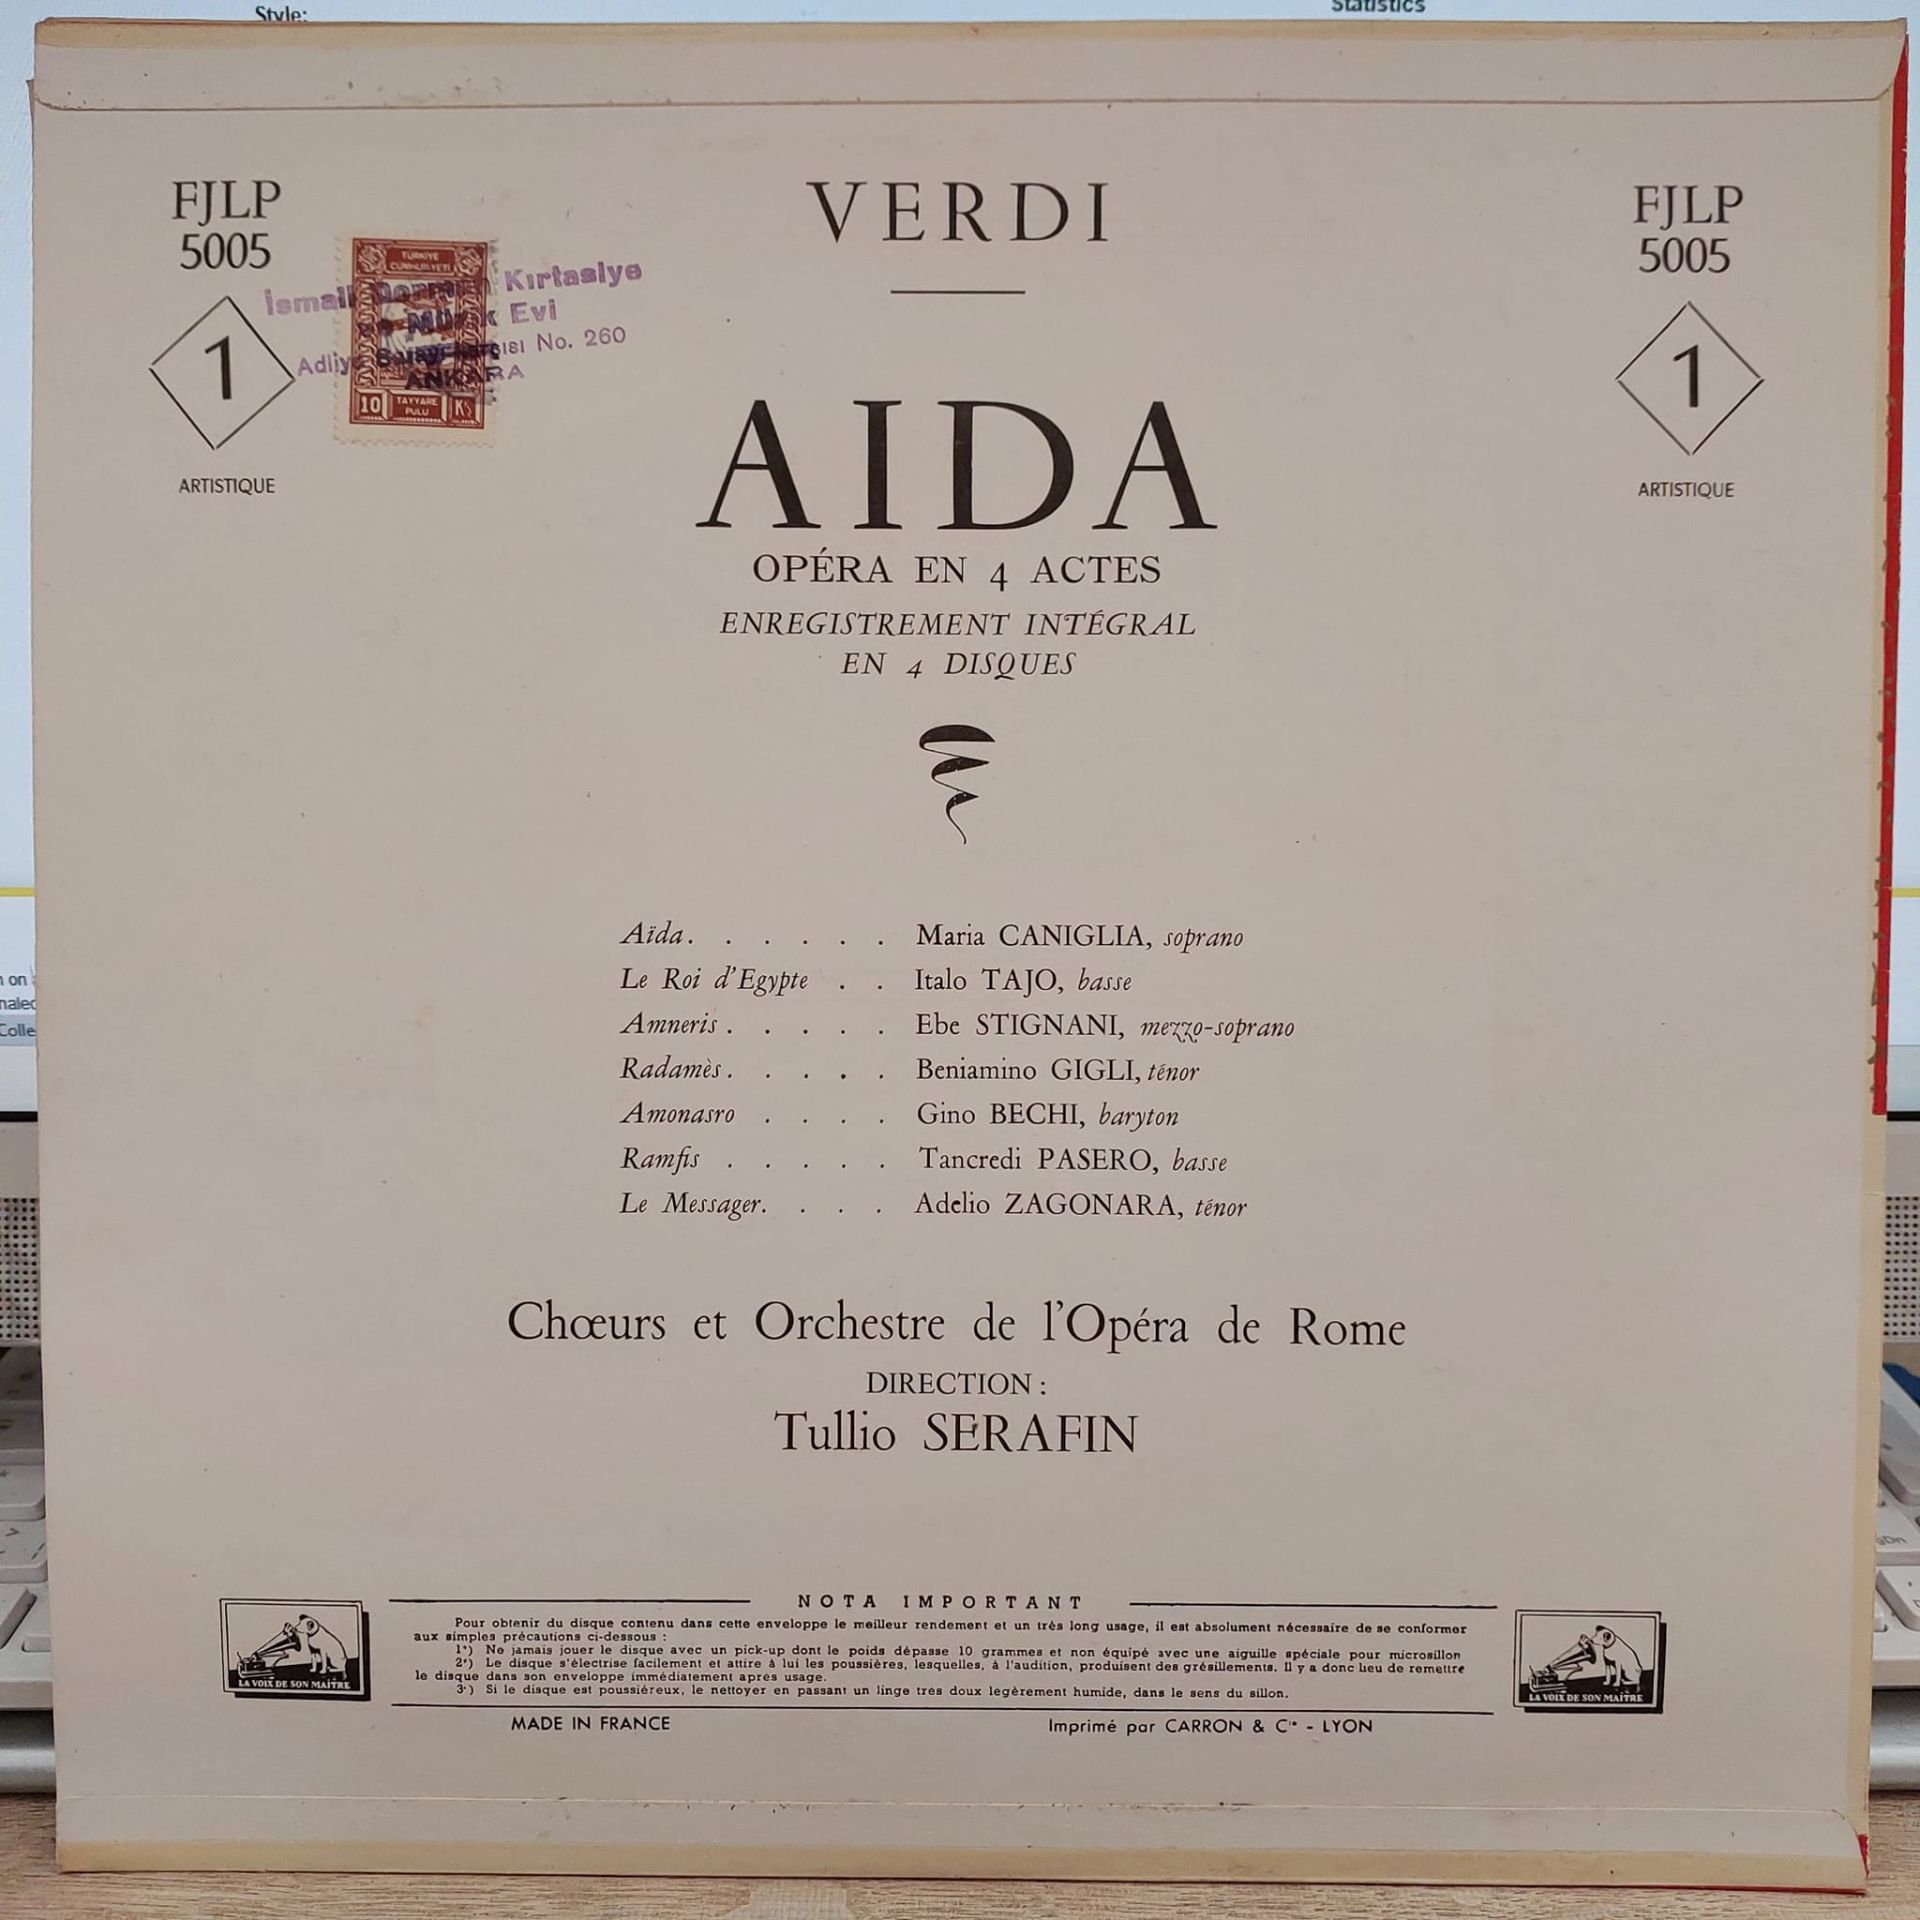 Style:
Statistics
FJLP
5005
1
ARTISTIQUE
TÜRKİYE
CUMHURİYETİ
10 TAYYARE PULU Kş
İsmail Kırtasiye
ve Müzik Evi
Adliye Sarayı No. 260
ANKARA
VERDI
AIDA
OPÉRA EN 4 ACTES
ENREGISTREMENT INTÉGRAL
EN 4 DISQUES
FJLP
5005
1
ARTISTIQUE
Aïda. . . . . . Maria CANIGLIA, soprano
Le Roi d'Egypte . . Italo TAJO, basse
Amneris . . . . . Ebe STIGNANI, mezzo-soprano
Radamès . . . . . Beniamino GIGLI, ténor
Amonasro . . . . Gino BECHI, baryton
Ramfis . . . . . Tancredi PASERO, basse
Le Messager. . . . Adelio ZAGONARA, ténor
Chœurs et Orchestre de l'Opéra de Rome
DIRECTION :
Tullio SERAFIN
NOTA IMPORTANT
Pour obtenir du disque contenu dans cette enveloppe le meilleur rendement et un très long usage, il est absolument nécessaire de se conformer
aux simples précautions ci-dessous :
1°) Ne jamais jouer le disque avec un pick-up dont le poids dépasse 10 grammes et non équipé avec une aiguille spéciale pour microsillon
2°) Le disque s'électrise facilement et attire à lui les poussières, lesquelles, à l'audition, produisent des grésillements. Il y a donc lieu de remettre
le disque dans son enveloppe immédiatement après usage.
3°) Si le disque est poussiéreux, le nettoyer en passant un linge très doux légèrement humide, dans le sens du sillon.
LA VOIX DE SON MAÎTRE
LA VOIX DE SON MAÎTRE
MADE IN FRANCE
Imprimé par CARRON & Cie - LYON